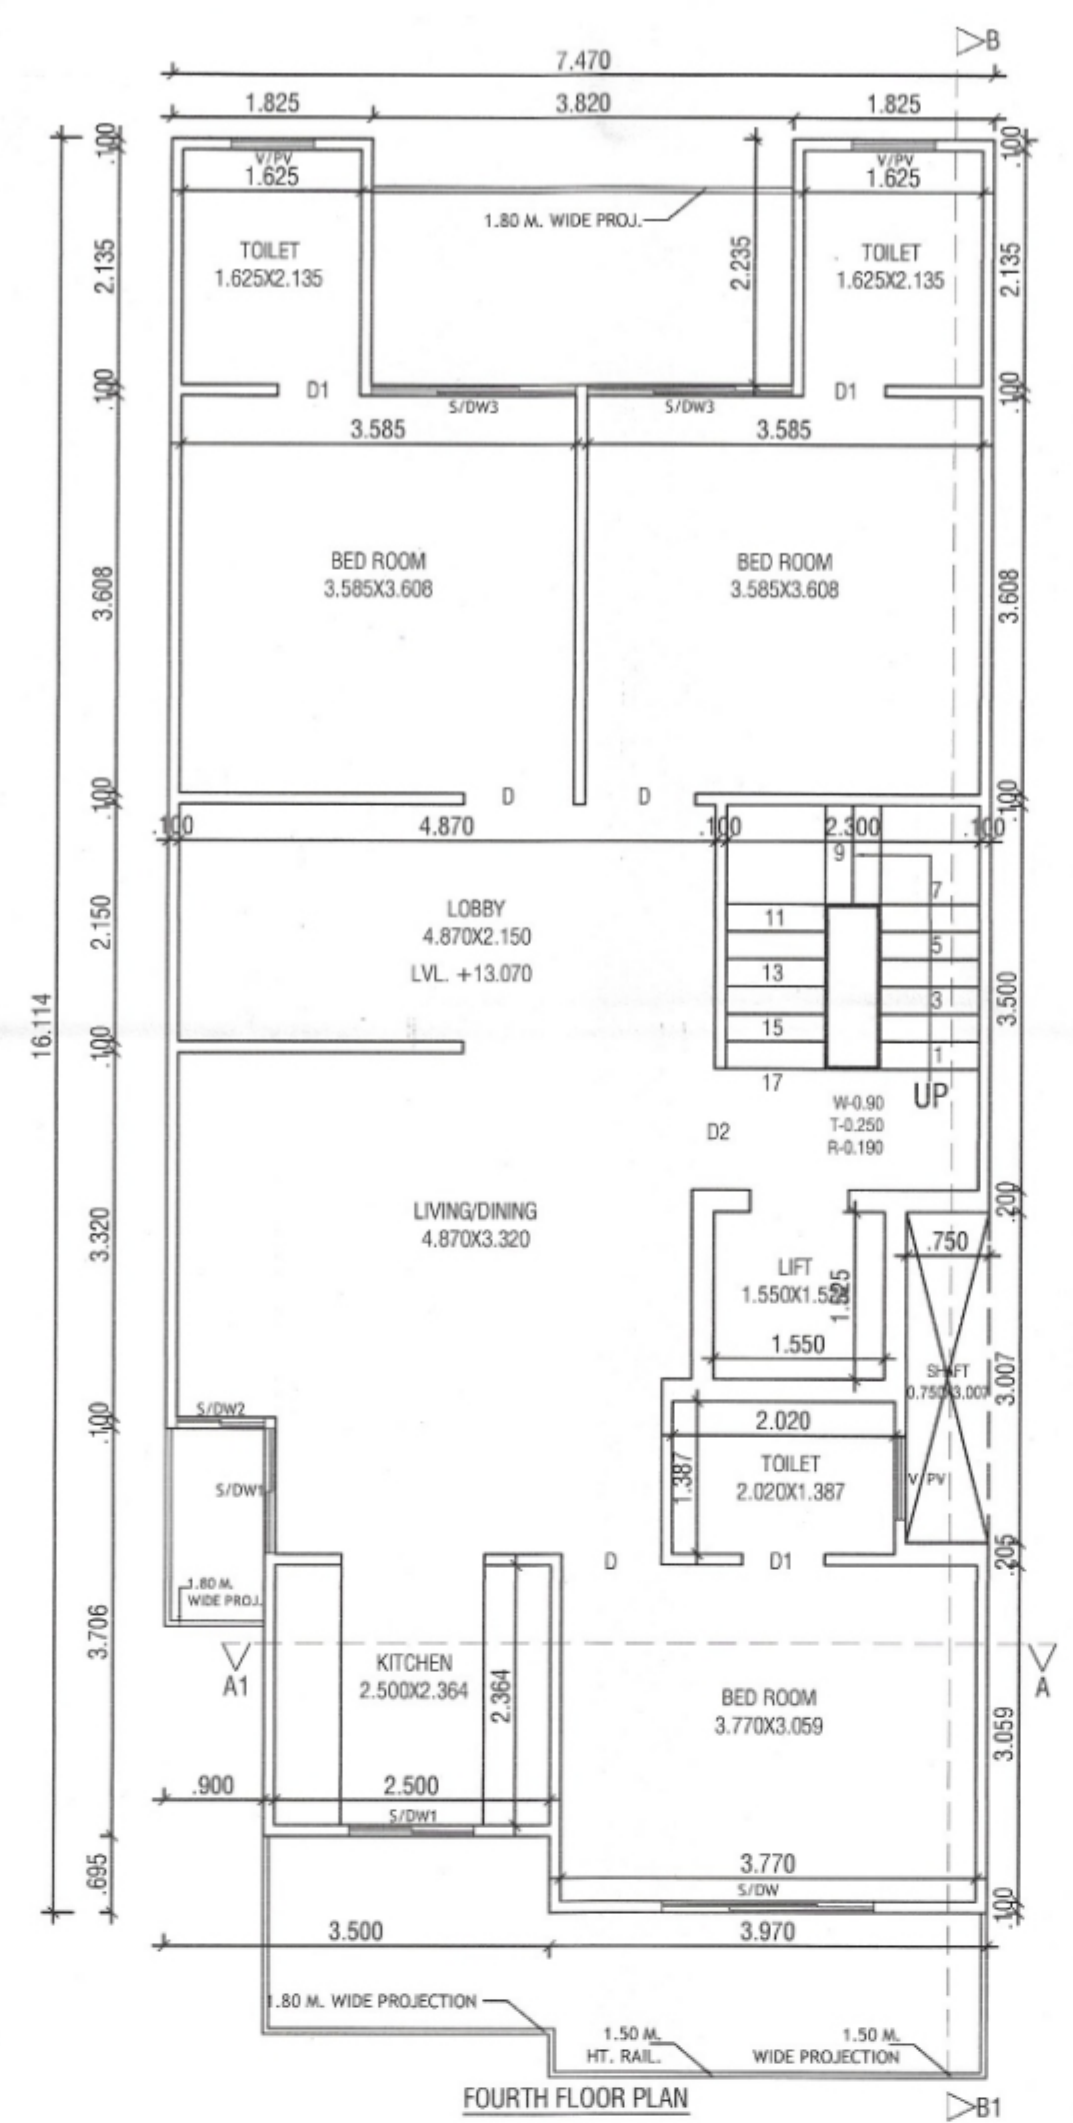 B
7.470
1.825
3.820
1.825
.100
.100
V/PV
V/PV
1.625
1.625
1.80 M. WIDE PROJ.
TOILET
1.625X2.135
TOILET
1.625X2.135
2.135
2.235
2.135
.100
D1
D1
.100
S/DW3
S/DW3
3.585
3.585
BED ROOM
3.585X3.608
BED ROOM
3.585X3.608
3.608
3.608
.100
D
D
.100
.100
4.870
.100
2.300
.100
9
7
LOBBY
4.870X2.150
LVL. +13.070
2.150
11
5
13
3
3.500
15
1
16.114
.100
17
UP
W-0.90
T-0.250
R-0.190
D2
.200
LIVING/DINING
4.870X3.320
3.320
.750
LIFT
1.550X1.525
1.525
1.550
SHAFT
0.750X3.007
3.007
S/DW2
.100
2.020
TOILET
2.020X1.387
1.387
V/PV
S/DW1
.205
D
D1
1.80 M.
WIDE PROJ.
3.706
A1
A
KITCHEN
2.500X2.364
2.364
BED ROOM
3.770X3.059
3.059
.900
2.500
S/DW1
.695
3.770
S/DW
.100
3.500
3.970
1.80 M. WIDE PROJECTION
1.50 M.
HT. RAIL.
1.50 M.
WIDE PROJECTION
FOURTH FLOOR PLAN
B1